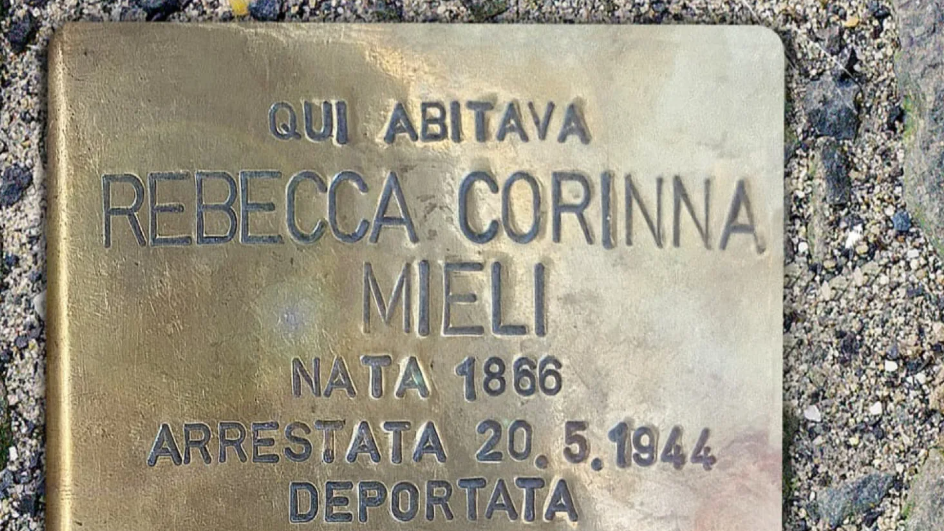 QUI ABITAVA
REBECCA CORINNA
MIELI
NATA 1866
ARRESTATA 20.5.1944
DEPORTATA